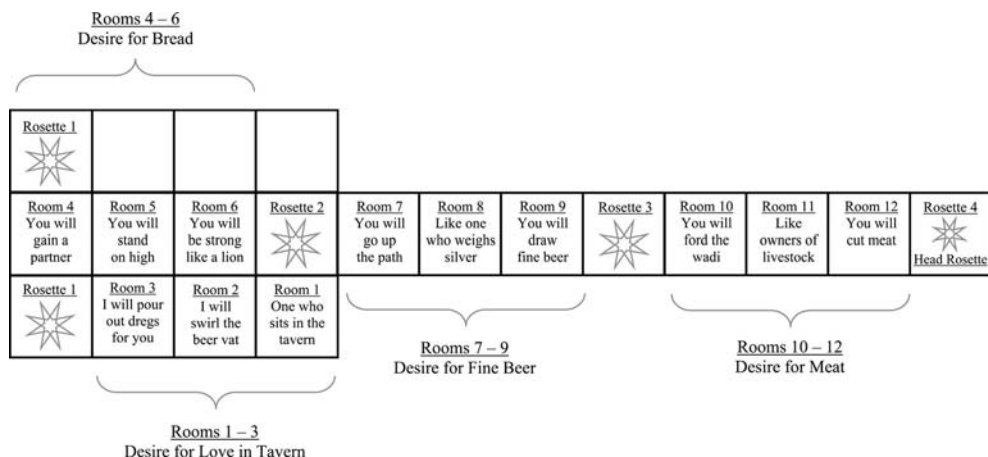 Rooms 4 – 6
Desire for Bread
Rosette 1
Room 4
You will
gain a
partner
Room 5
You will
stand
on high
Room 6
You will
be strong
like a lion
Rosette 2
Room 7
You will
go up
the path
Room 8
Like one
who weighs
silver
Room 9
You will
draw
fine beer
Rosette 3
Room 10
You will
ford the
wadi
Room 11
Like
owners of
livestock
Room 12
You will
cut meat
Rosette 4
Head Rosette
Rosette 1
Room 3
I will pour
out dregs
for you
Room 2
I will
swirl the
beer vat
Room 1
One who
sits in the
tavern
Rooms 7 – 9
Desire for Fine Beer
Rooms 10 – 12
Desire for Meat
Rooms 1 – 3
Desire for Love in Tavern